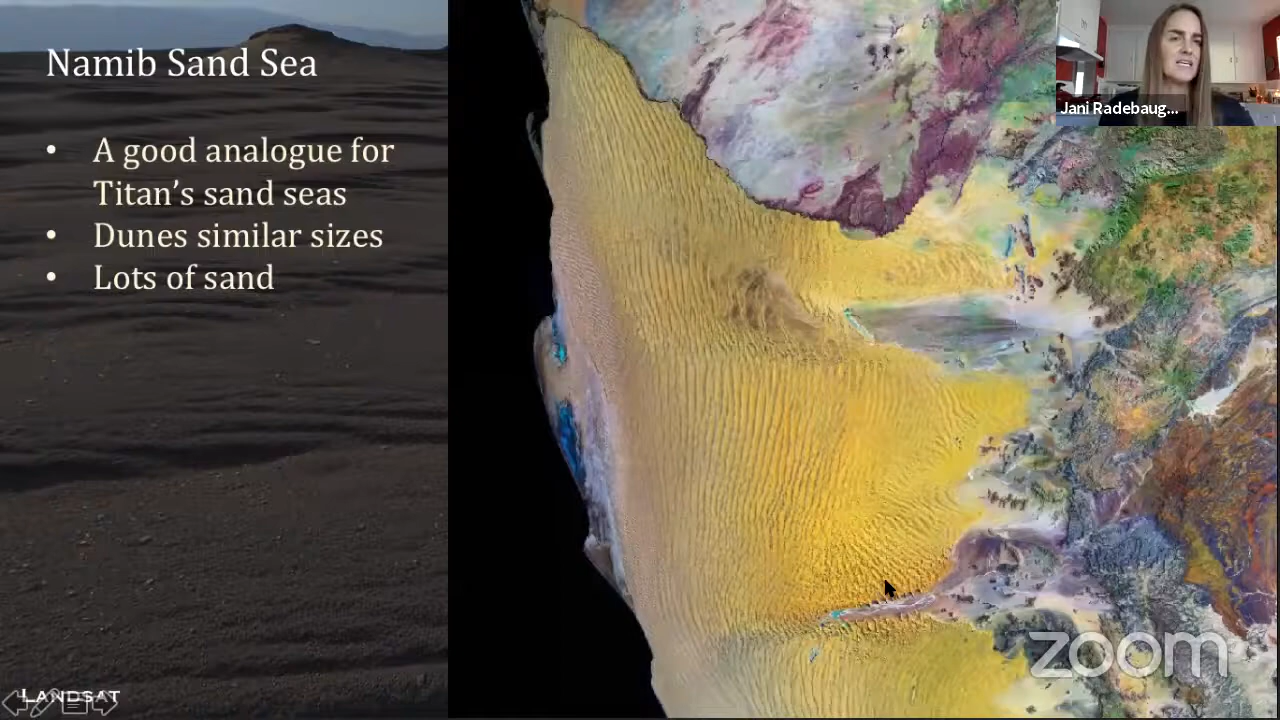 Namib Sand Sea
• A good analogue for
Titan’s sand seas
• Dunes similar sizes
• Lots of sand
LANDSAT
Jani Radebaug...
zoom